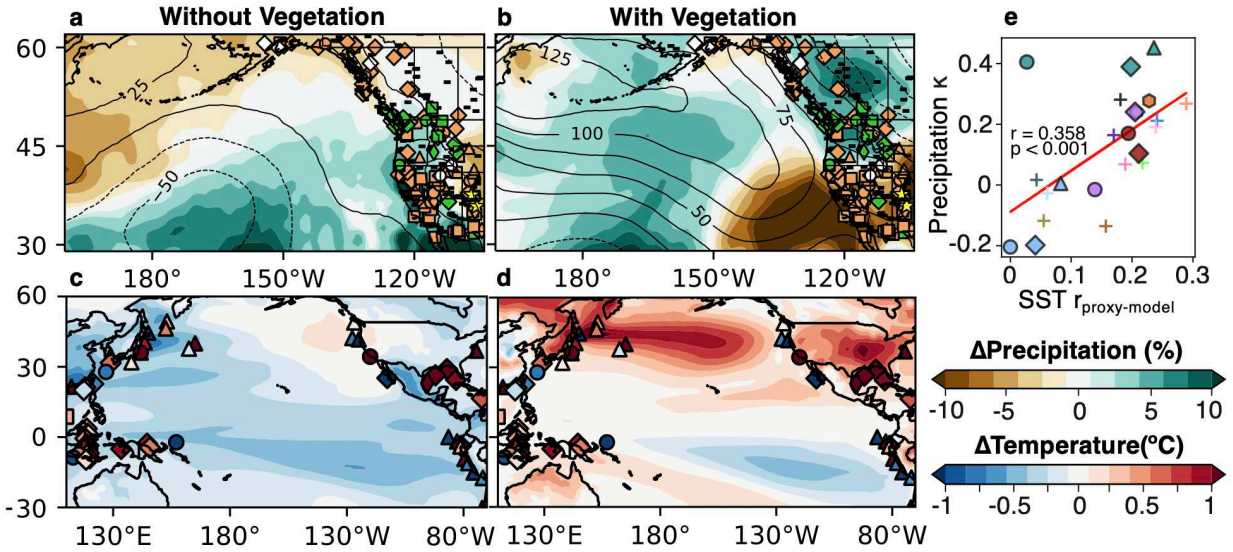 a Without Vegetation
b With Vegetation
e
60
45
30
25
-50
125
100
75
50
180° 150°W 120°W
180° 150°W 120°W
Precipitation κ
0.4
0.2
0
-0.2
r = 0.358
p < 0.001
0 0.1 0.2 0.3
SST rproxy-model
c
d
60
30
0
-30
130°E 180° 130°W 80°W
130°E 180° 130°W 80°W
ΔPrecipitation (%)
-10 -5 0 5 10
ΔTemperature(°C)
-1 -0.5 0 0.5 1